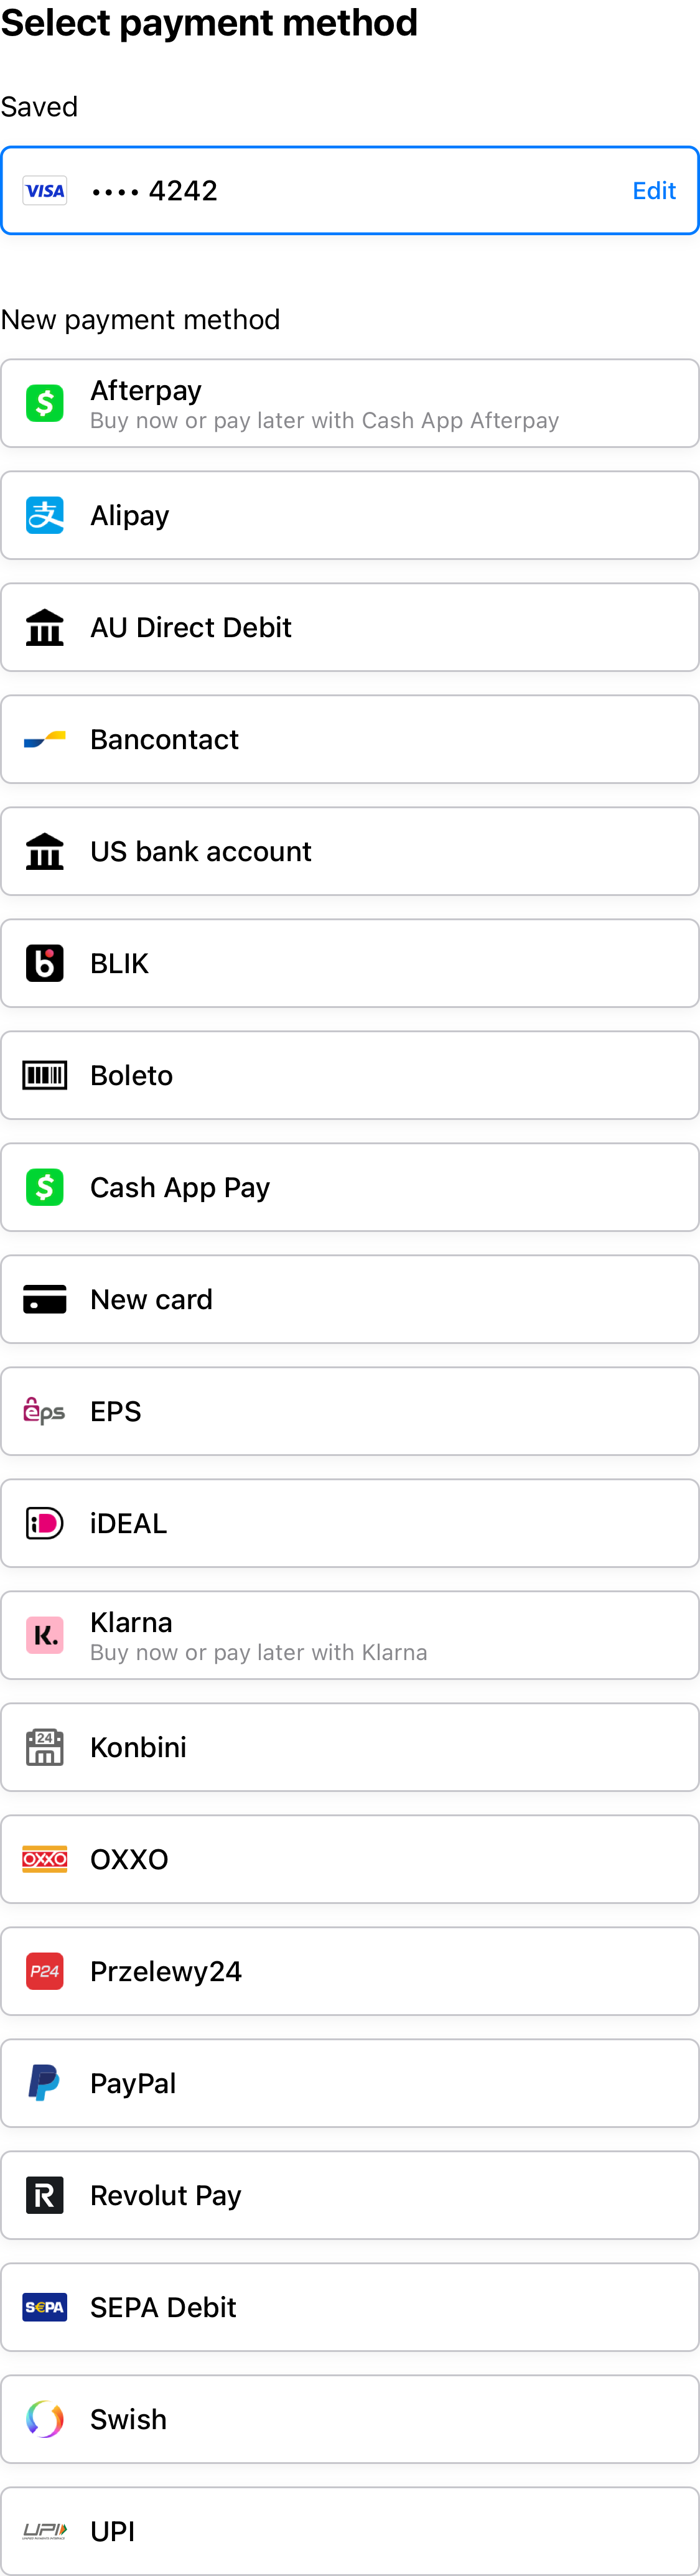 Select payment method
Saved
VISA •••• 4242 Edit
New payment method
Afterpay
Buy now or pay later with Cash App Afterpay
支 Alipay
AU Direct Debit
Bancontact
US bank account
b BLIK
Boleto
$ Cash App Pay
New card
eps EPS
iD iDEAL
Klarna
K.
Buy now or pay later with Klarna
24 Konbini
OXXO OXXO
P24 Przelewy24
P PayPal
R Revolut Pay
S€PA SEPA Debit
Swish
UPI UPI